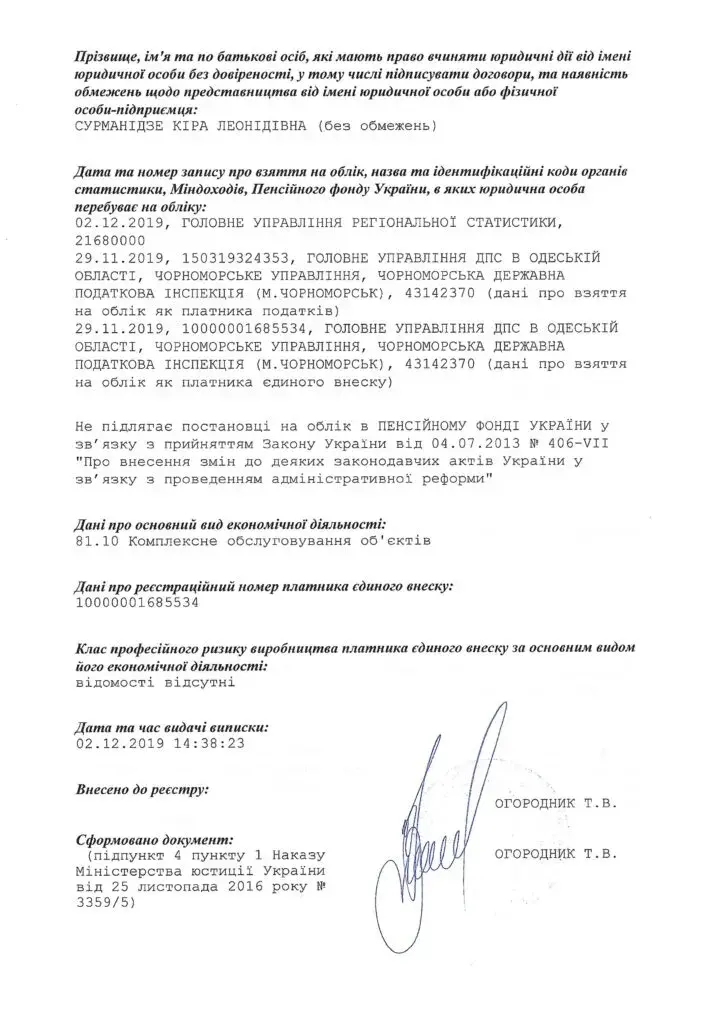 Прізвище, ім'я та по батькові осіб, які мають право вчиняти юридичні дії від імені
юридичної особи без довіреності, у тому числі підписувати договори, та наявність
обмежень щодо представництва від імені юридичної особи або фізичної
особи-підприємця:
СУРМАНІДЗЕ КІРА ЛЕОНІДІВНА (без обмежень)
Дата та номер запису про взяття на облік, назва та ідентифікаційні коди органів
статистики, Міндоходів, Пенсійного фонду України, в яких юридична особа
перебуває на обліку:
02.12.2019, ГОЛОВНЕ УПРАВЛІННЯ РЕГІОНАЛЬНОЇ СТАТИСТИКИ,
21680000
29.11.2019, 150319324353, ГОЛОВНЕ УПРАВЛІННЯ ДПС В ОДЕСЬКІЙ
ОБЛАСТІ, ЧОРНОМОРСЬКЕ УПРАВЛІННЯ, ЧОРНОМОРСЬКА ДЕРЖАВНА
ПОДАТКОВА ІНСПЕКЦІЯ (М.ЧОРНОМОРСЬК), 43142370 (дані про взяття
на облік як платника податків)
29.11.2019, 10000001685534, ГОЛОВНЕ УПРАВЛІННЯ ДПС В ОДЕСЬКІЙ
ОБЛАСТІ, ЧОРНОМОРСЬКЕ УПРАВЛІННЯ, ЧОРНОМОРСЬКА ДЕРЖАВНА
ПОДАТКОВА ІНСПЕКЦІЯ (М.ЧОРНОМОРСЬК), 43142370 (дані про взяття
на облік як платника єдиного внеску)
Не підлягає постановці на облік в ПЕНСІЙНОМУ ФОНДІ УКРАЇНИ у
зв’язку з прийняттям Закону України від 04.07.2013 № 406-VII
"Про внесення змін до деяких законодавчих актів України у
зв’язку з проведенням адміністративної реформи"
Дані про основний вид економічної діяльності:
81.10 Комплексне обслуговування об'єктів
Дані про реєстраційний номер платника єдиного внеску:
10000001685534
Клас професійного ризику виробництва платника єдиного внеску за основним видом
його економічної діяльності:
відомості відсутні
Дата та час видачі виписки:
02.12.2019 14:38:23
Внесено до реєстру:
ОГОРОДНИК Т.В.
Сформовано документ:
ОГОРОДНИК Т.В.
(підпункт 4 пункту 1 Наказу
Міністерства юстиції України
від 25 листопада 2016 року №
3359/5)